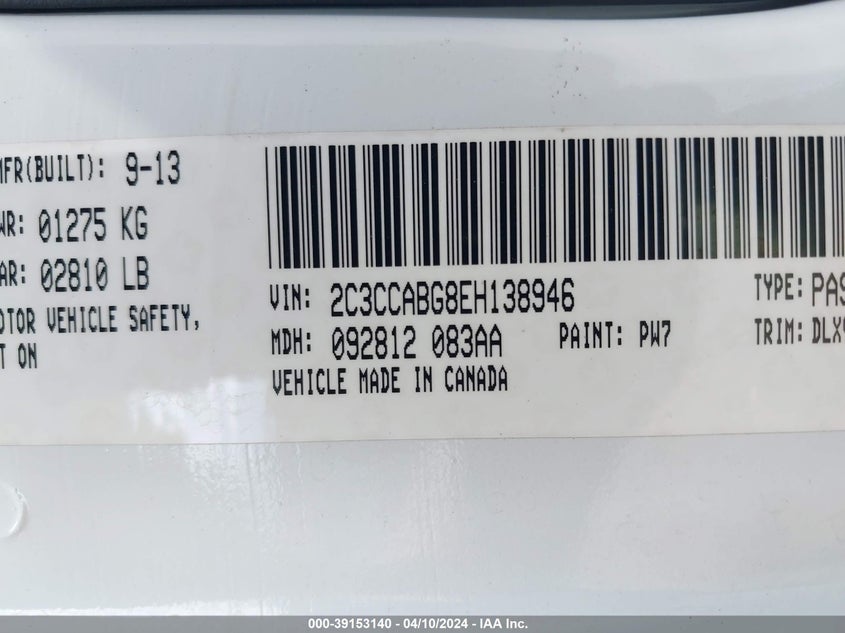 MFR(BUILT): 9-13
WR: 01275 KG
AR: 02810 LB
OTOR VEHICLE SAFETY,
T ON
VIN: 2C3CCABG8EH138946
MDH: 092812 083AA
PAINT: PW7
VEHICLE MADE IN CANADA
TYPE: PAS
TRIM: DLX9
000-39153140 - 04/10/2024 - IAA Inc.